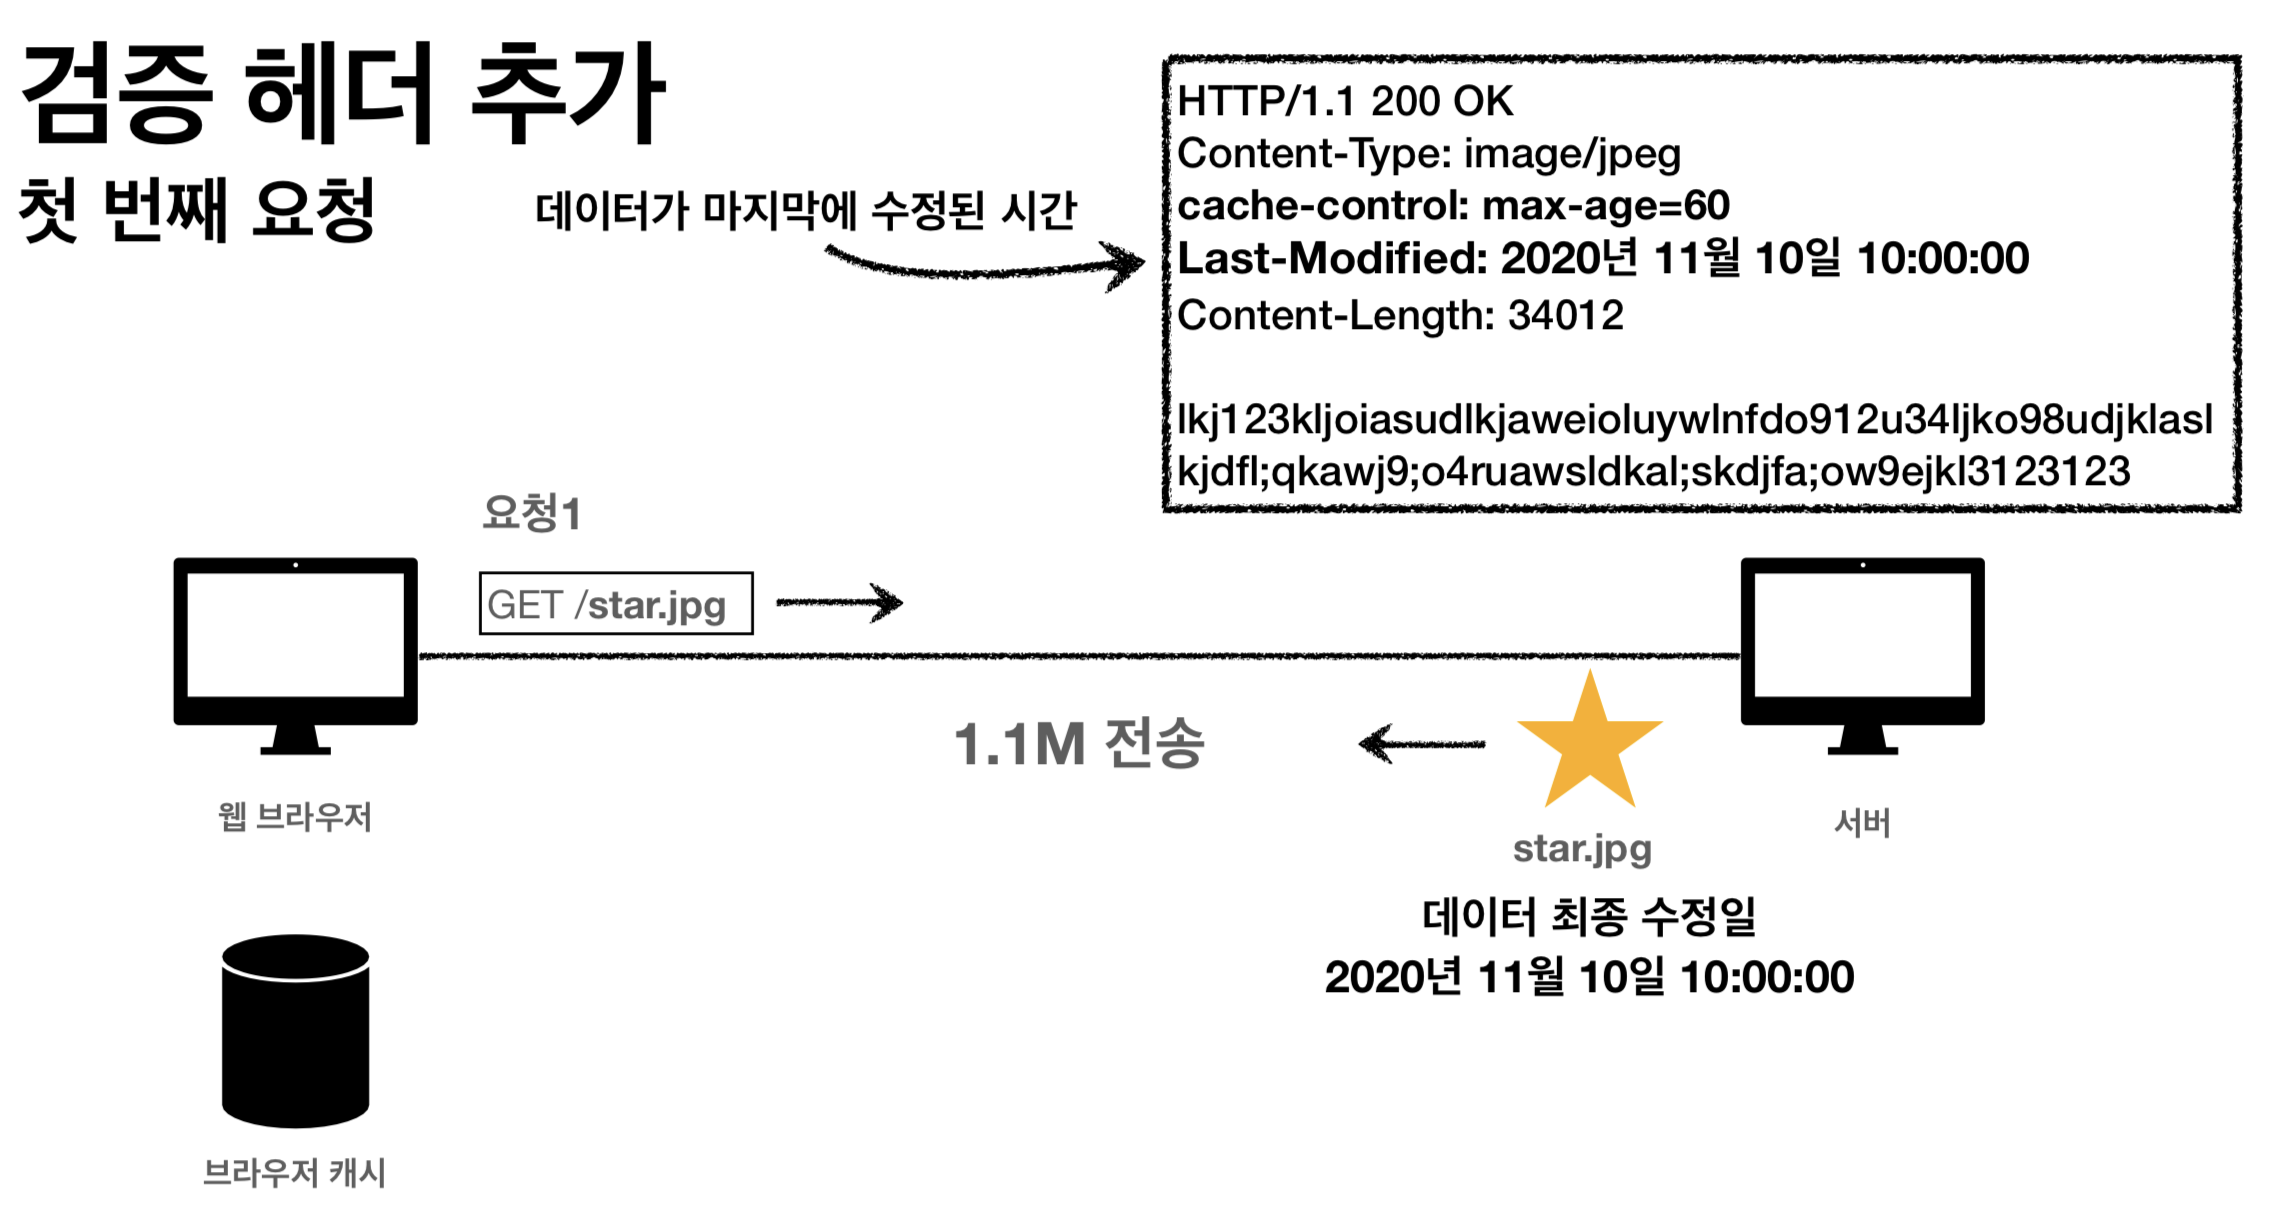 검증 헤더 추가
첫 번째 요청
데이터가 마지막에 수정된 시간
HTTP/1.1 200 OK
Content-Type: image/jpeg
cache-control: max-age=60
Last-Modified: 2020년 11월 10일 10:00:00
Content-Length: 34012
lkj123kljoiasudlkjaweioluywlnfdo912u34ljko98udjklasl
kjdfl;qkawj9;o4ruawsldkal;skdjfa;ow9ejkl3123123
요청1
GET /star.jpg
1.1M 전송
웹 브라우저
서버
star.jpg
데이터 최종 수정일
2020년 11월 10일 10:00:00
브라우저 캐시